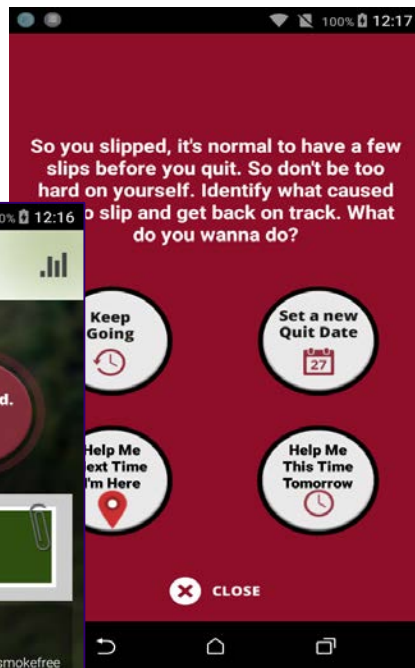 100% 12:17
So you slipped, it's normal to have a few
slips before you quit. So don't be too
hard on yourself. Identify what caused
o slip and get back on track. What
do you wanna do?
0% 12:16
d.
Keep
Going
Set a new
Quit Date
27
Help Me
ext Time
I'm Here
Help Me
This Time
Tomorrow
CLOSE
smokefree